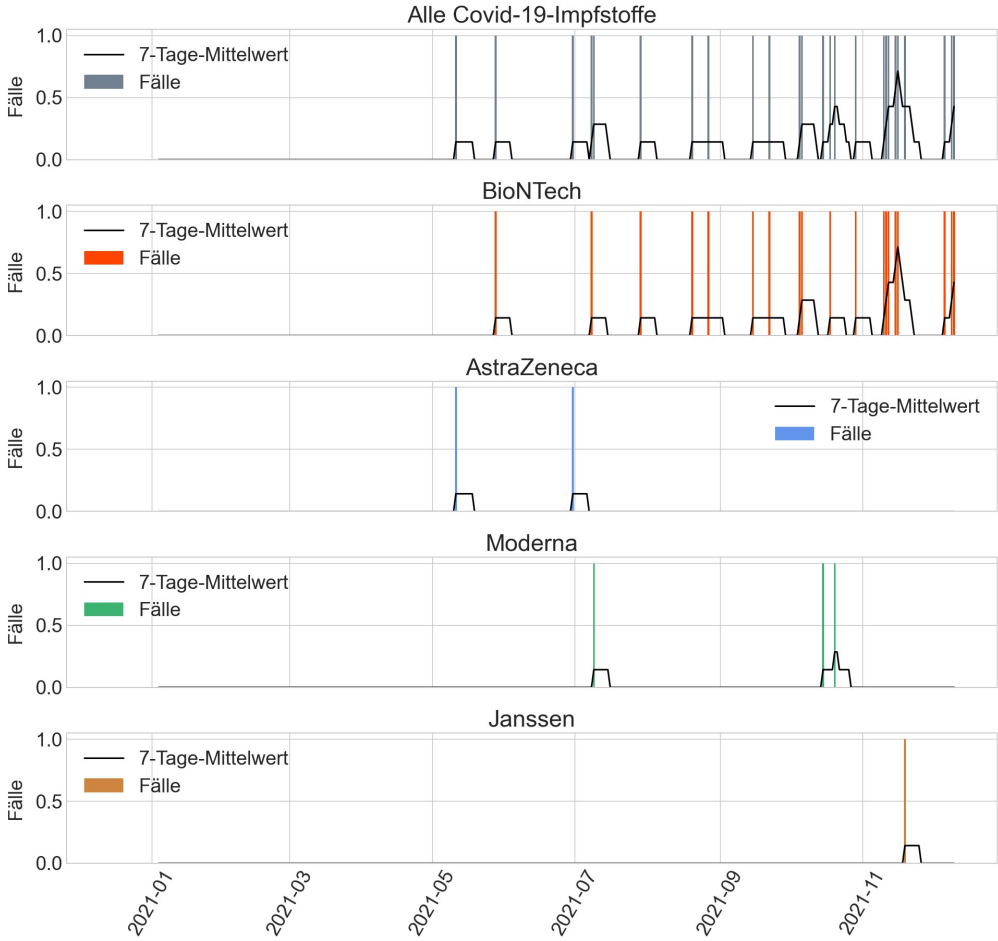 Alle Covid-19-Impfstoffe
1.0
7-Tage-Mittelwert
Fälle
Fälle
0.5
0.0
BioNTech
1.0
7-Tage-Mittelwert
Fälle
Fälle
0.5
0.0
AstraZeneca
1.0
7-Tage-Mittelwert
Fälle
Fälle
0.5
0.0
Moderna
1.0
7-Tage-Mittelwert
Fälle
Fälle
0.5
0.0
Janssen
1.0
7-Tage-Mittelwert
Fälle
Fälle
0.5
0.0
2021-01
2021-03
2021-05
2021-07
2021-09
2021-11